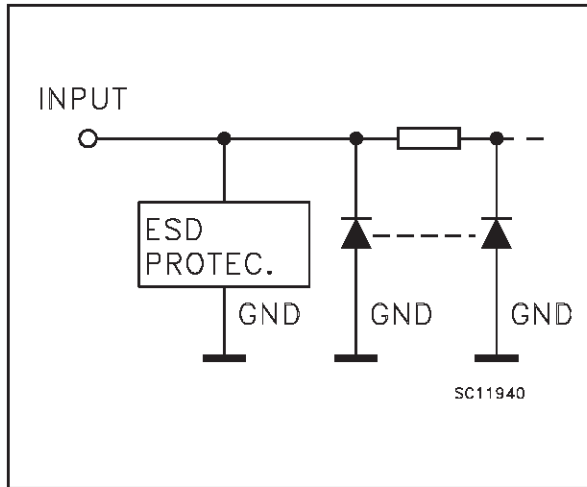 INPUT
ESD
PROTEC.
GND
GND
GND
SC11940